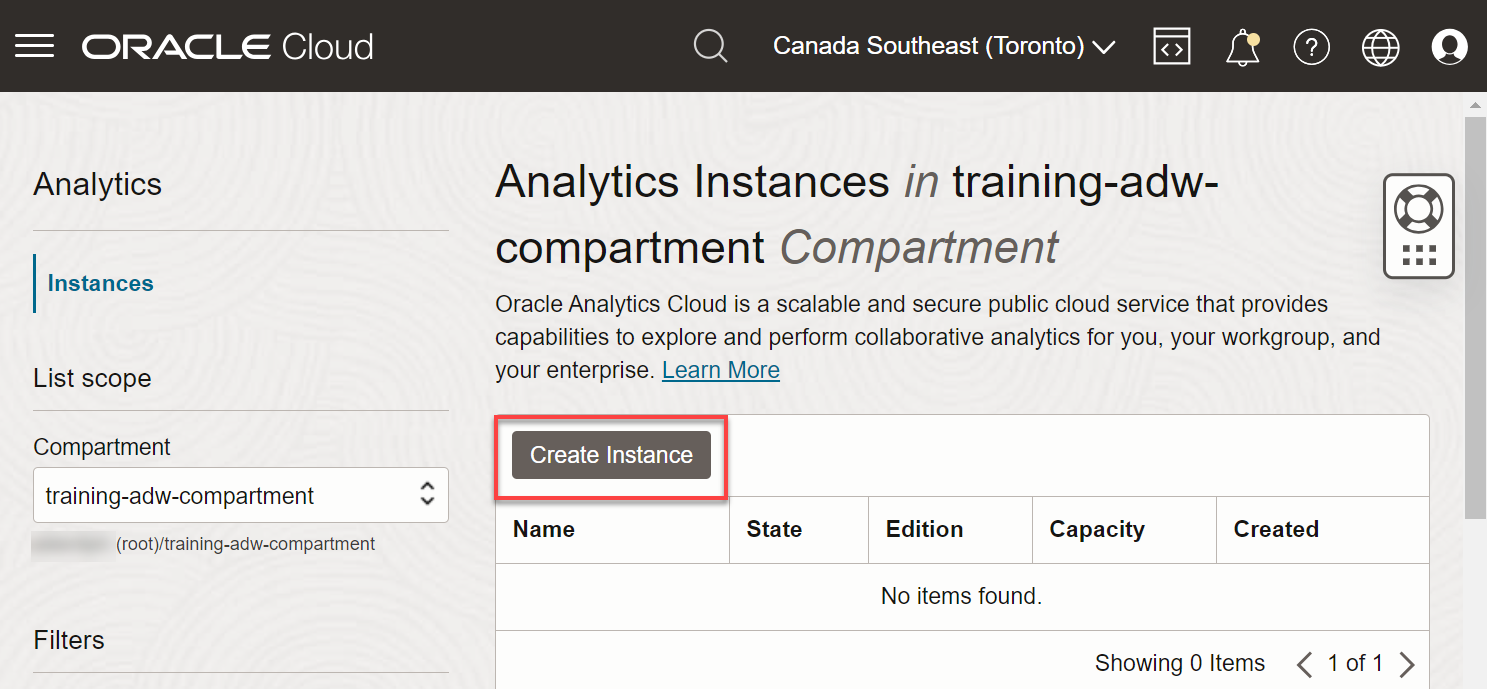 ORACLE Cloud
Canada Southeast (Toronto)
Analytics
Instances
List scope
Compartment
training-adw-compartment
(root)/training-adw-compartment
Filters
Analytics Instances in training-adw-
compartment Compartment
Oracle Analytics Cloud is a scalable and secure public cloud service that provides
capabilities to explore and perform collaborative analytics for you, your workgroup, and
your enterprise. Learn More
Create Instance
Name State Edition Capacity Created
No items found.
Showing 0 Items 1 of 1